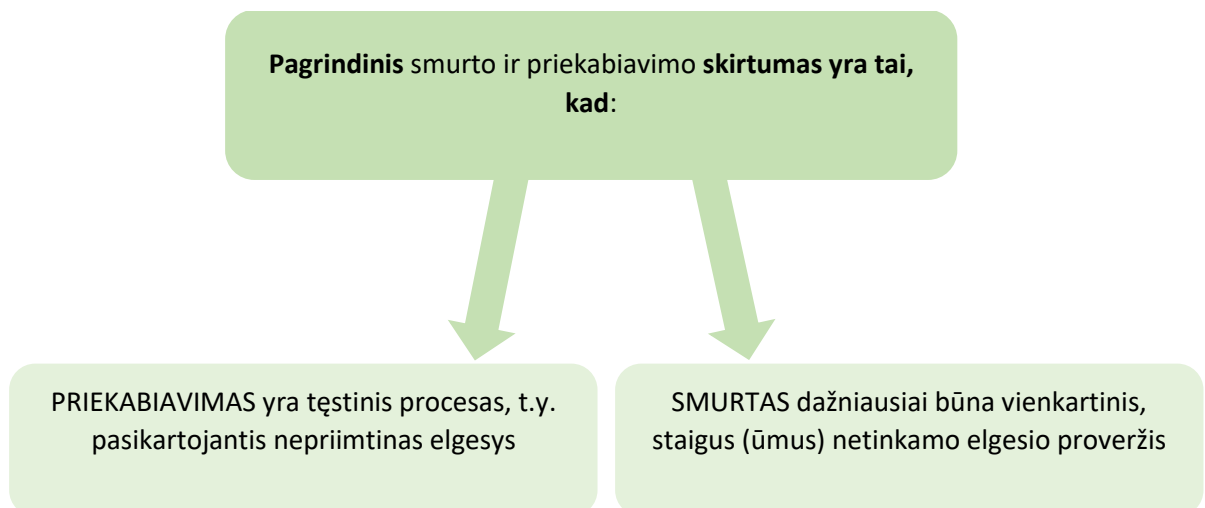 Pagrindinis smurto ir priekabiavimo skirtumas yra tai,
kad:
PRIEKABIAVIMAS yra tęstinis procesas, t.y.
pasikartojantis nepriimtinas elgesys
SMURTAS dažniausiai būna vienkartinis,
staigus (ūmus) netinkamo elgesio proveržis